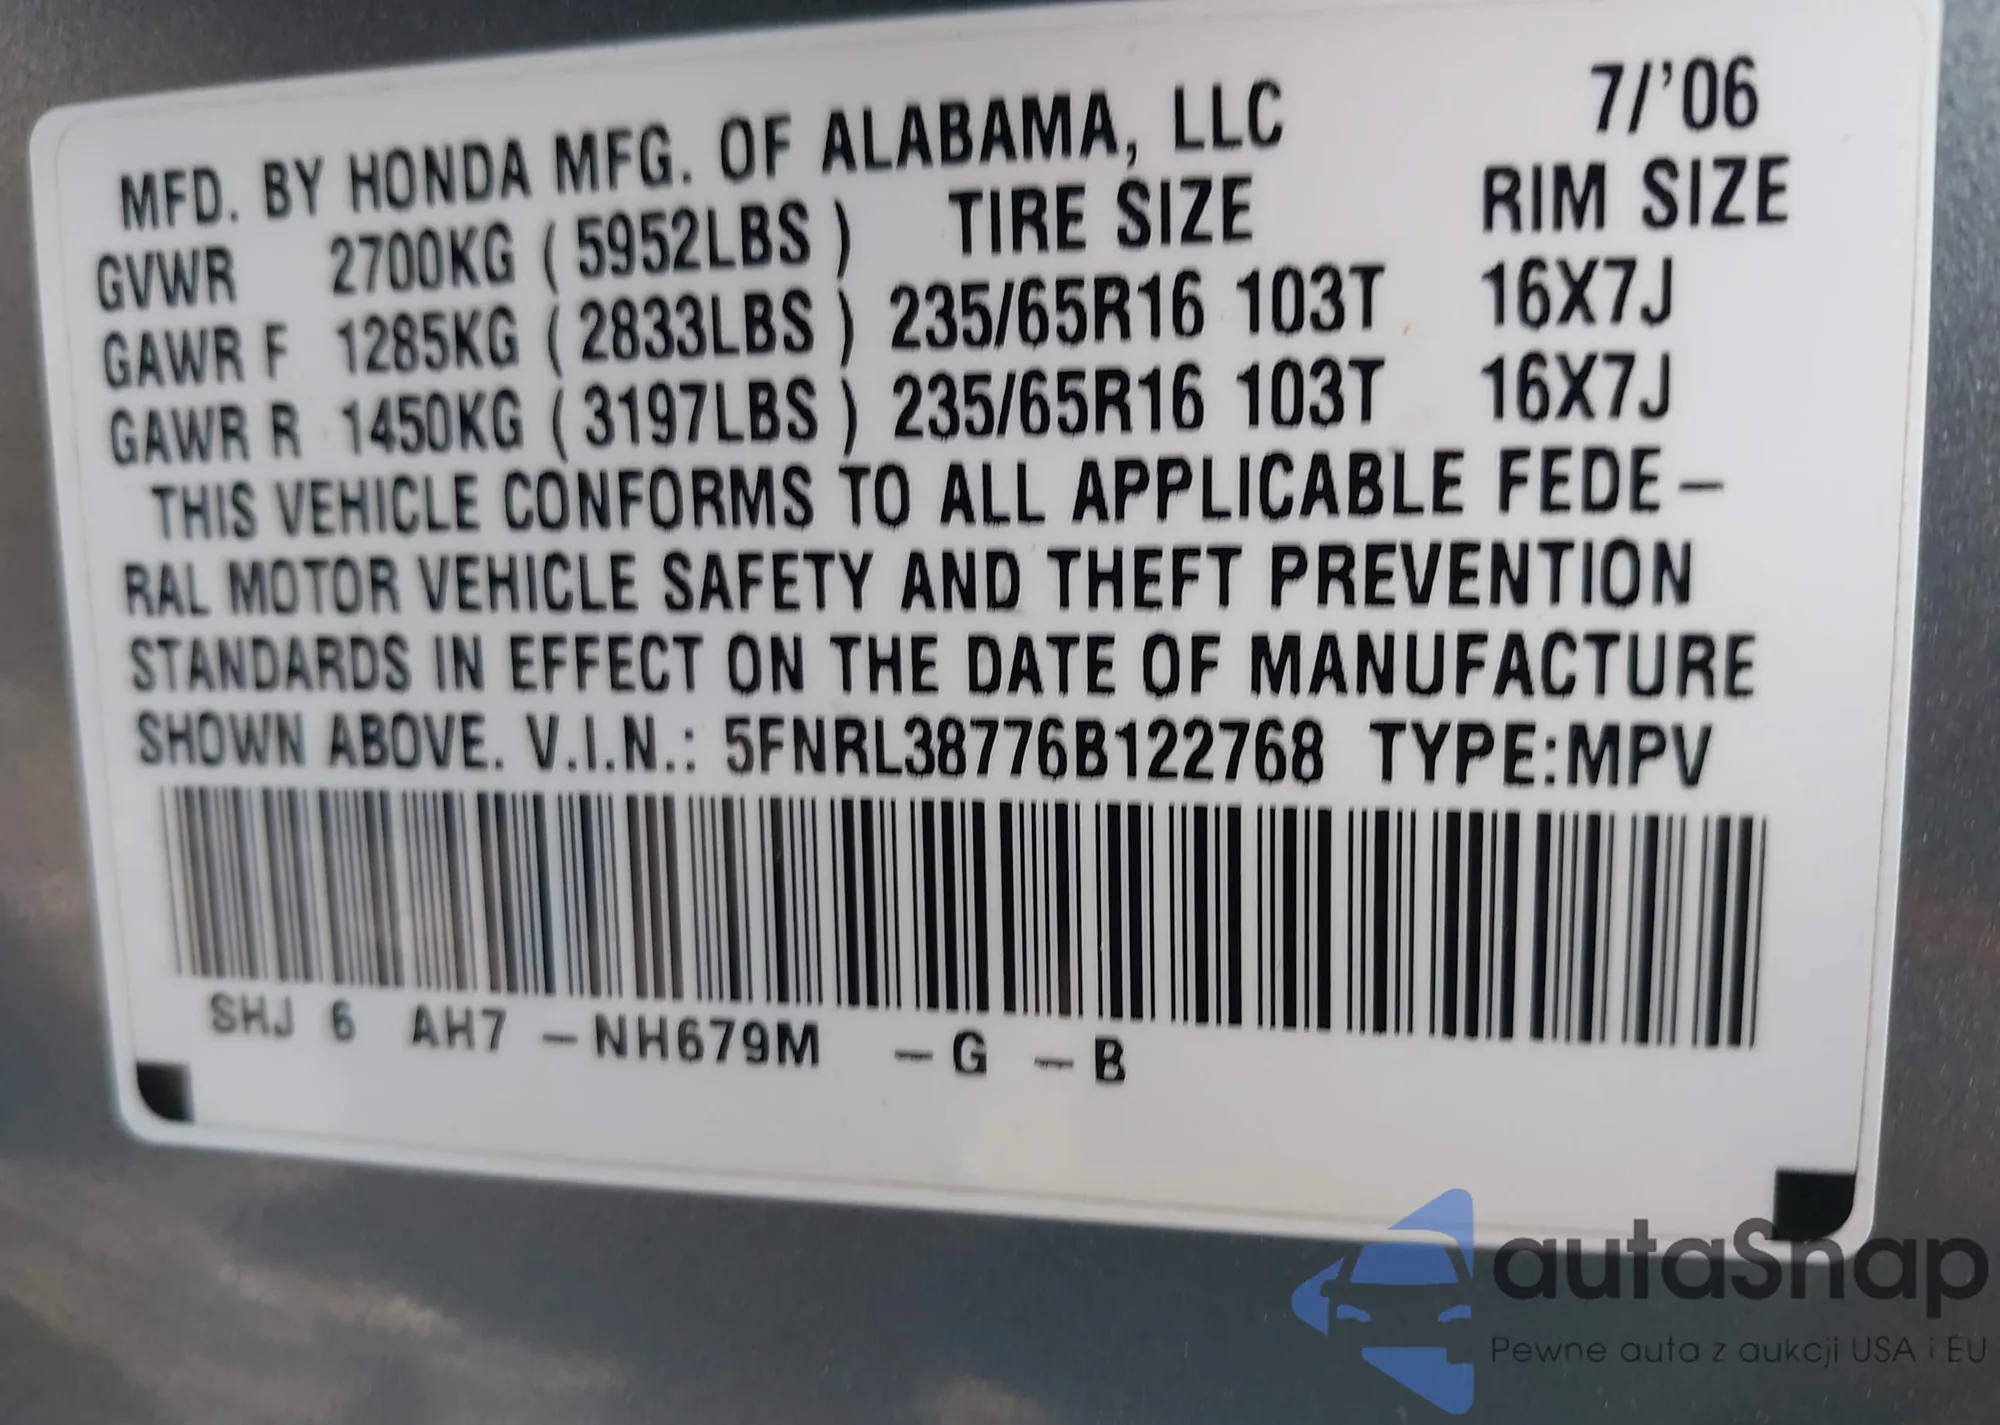 MFD. BY HONDA MFG. OF ALABAMA, LLC 7/'06
GVWR 2700KG ( 5952LBS ) TIRE SIZE RIM SIZE
GAWR F 1285KG ( 2833LBS ) 235/65R16 103T 16X7J
GAWR R 1450KG ( 3197LBS ) 235/65R16 103T 16X7J
THIS VEHICLE CONFORMS TO ALL APPLICABLE FEDE-
RAL MOTOR VEHICLE SAFETY AND THEFT PREVENTION
STANDARDS IN EFFECT ON THE DATE OF MANUFACTURE
SHOWN ABOVE. V.I.N.: 5FNRL38776B122768 TYPE:MPV
SHJ 6 AH7 -NH679M -G -B
autaSnap
Pewne auta z aukcji USA i EU